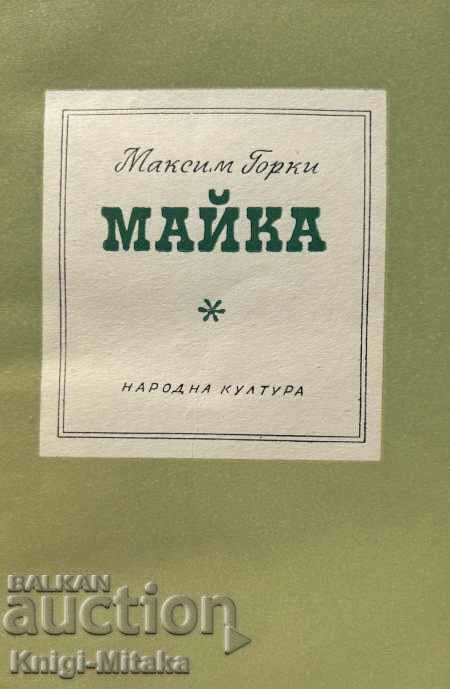 Максим Горки
МАЙКА
*
НАРОДНА КУЛТУРА
BALKAN
auction
Knigi-Mitaka